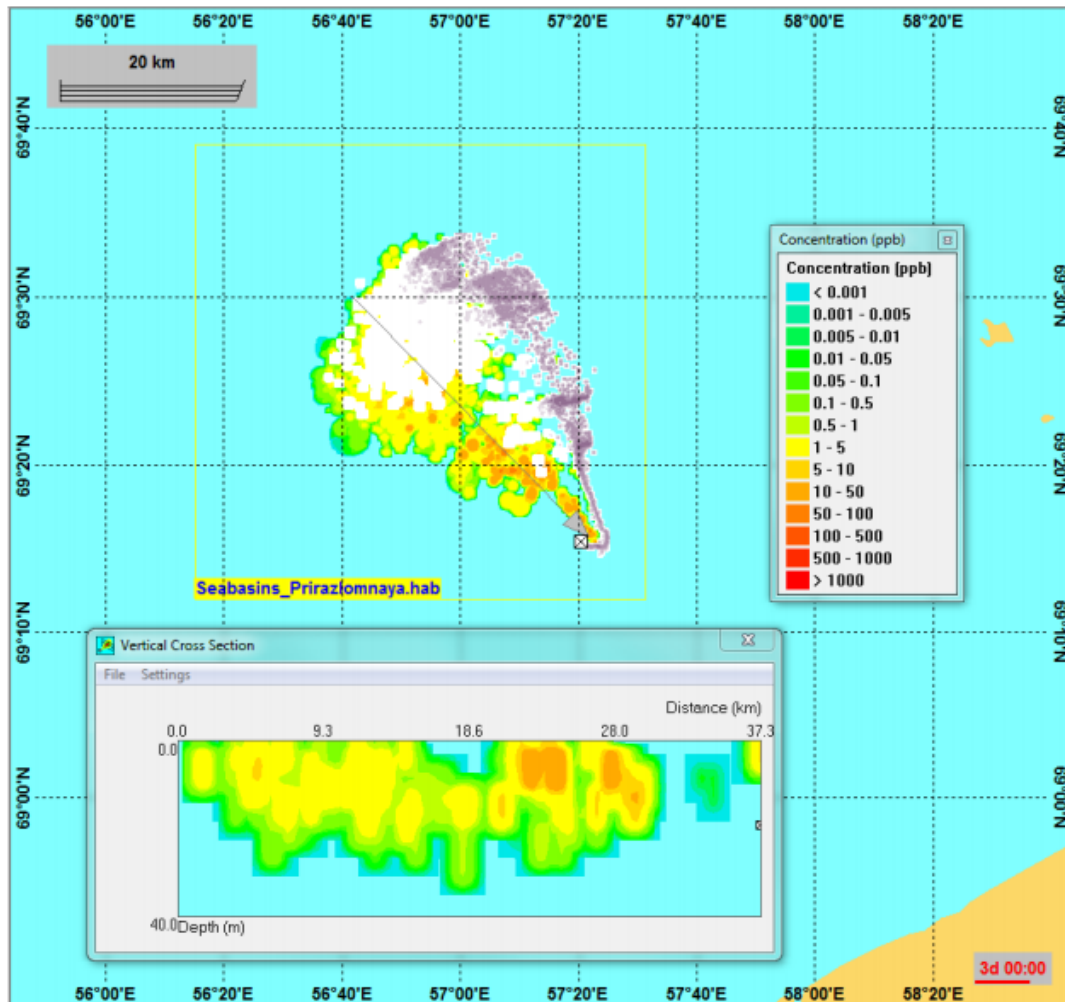 56°00'E 56°20'E 56°40'E 57°00'E 57°20'E 57°40'E 58°00'E 58°20'E
20 km
69°40'N 69°40'N
69°30'N 69°30'N
69°20'N 69°20'N
69°10'N 69°10'N
69°00'N 69°00'N
Concentration (ppb)
Concentration (ppb)
< 0.001
0.001 - 0.005
0.005 - 0.01
0.01 - 0.05
0.05 - 0.1
0.1 - 0.5
0.5 - 1
1 - 5
5 - 10
10 - 50
50 - 100
100 - 500
500 - 1000
> 1000
Seabasins_Prirazlomnaya.hab
Vertical Cross Section
File Settings
Distance (km)
0.0 9.3 18.6 28.0 37.3
0.0
40.0 Depth (m)
3d 00:00
56°00'E 56°20'E 56°40'E 57°00'E 57°20'E 57°40'E 58°00'E 58°20'E